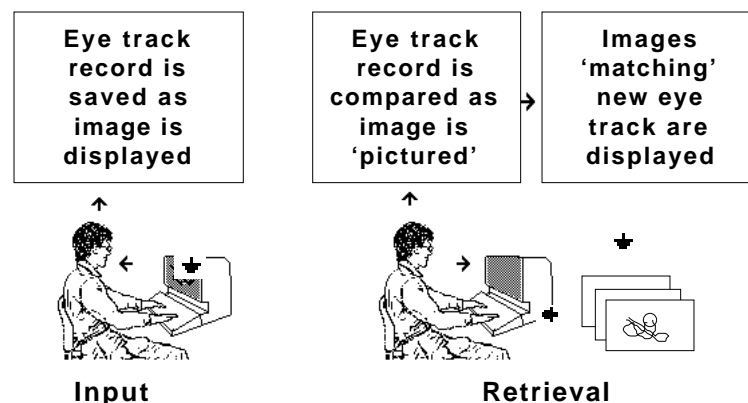 Eye track
record is
saved as
image is
displayed
Eye track
record is
compared as
image is
‘pictured’
Images
‘matching’
new eye
track are
displayed
Input
Retrieval